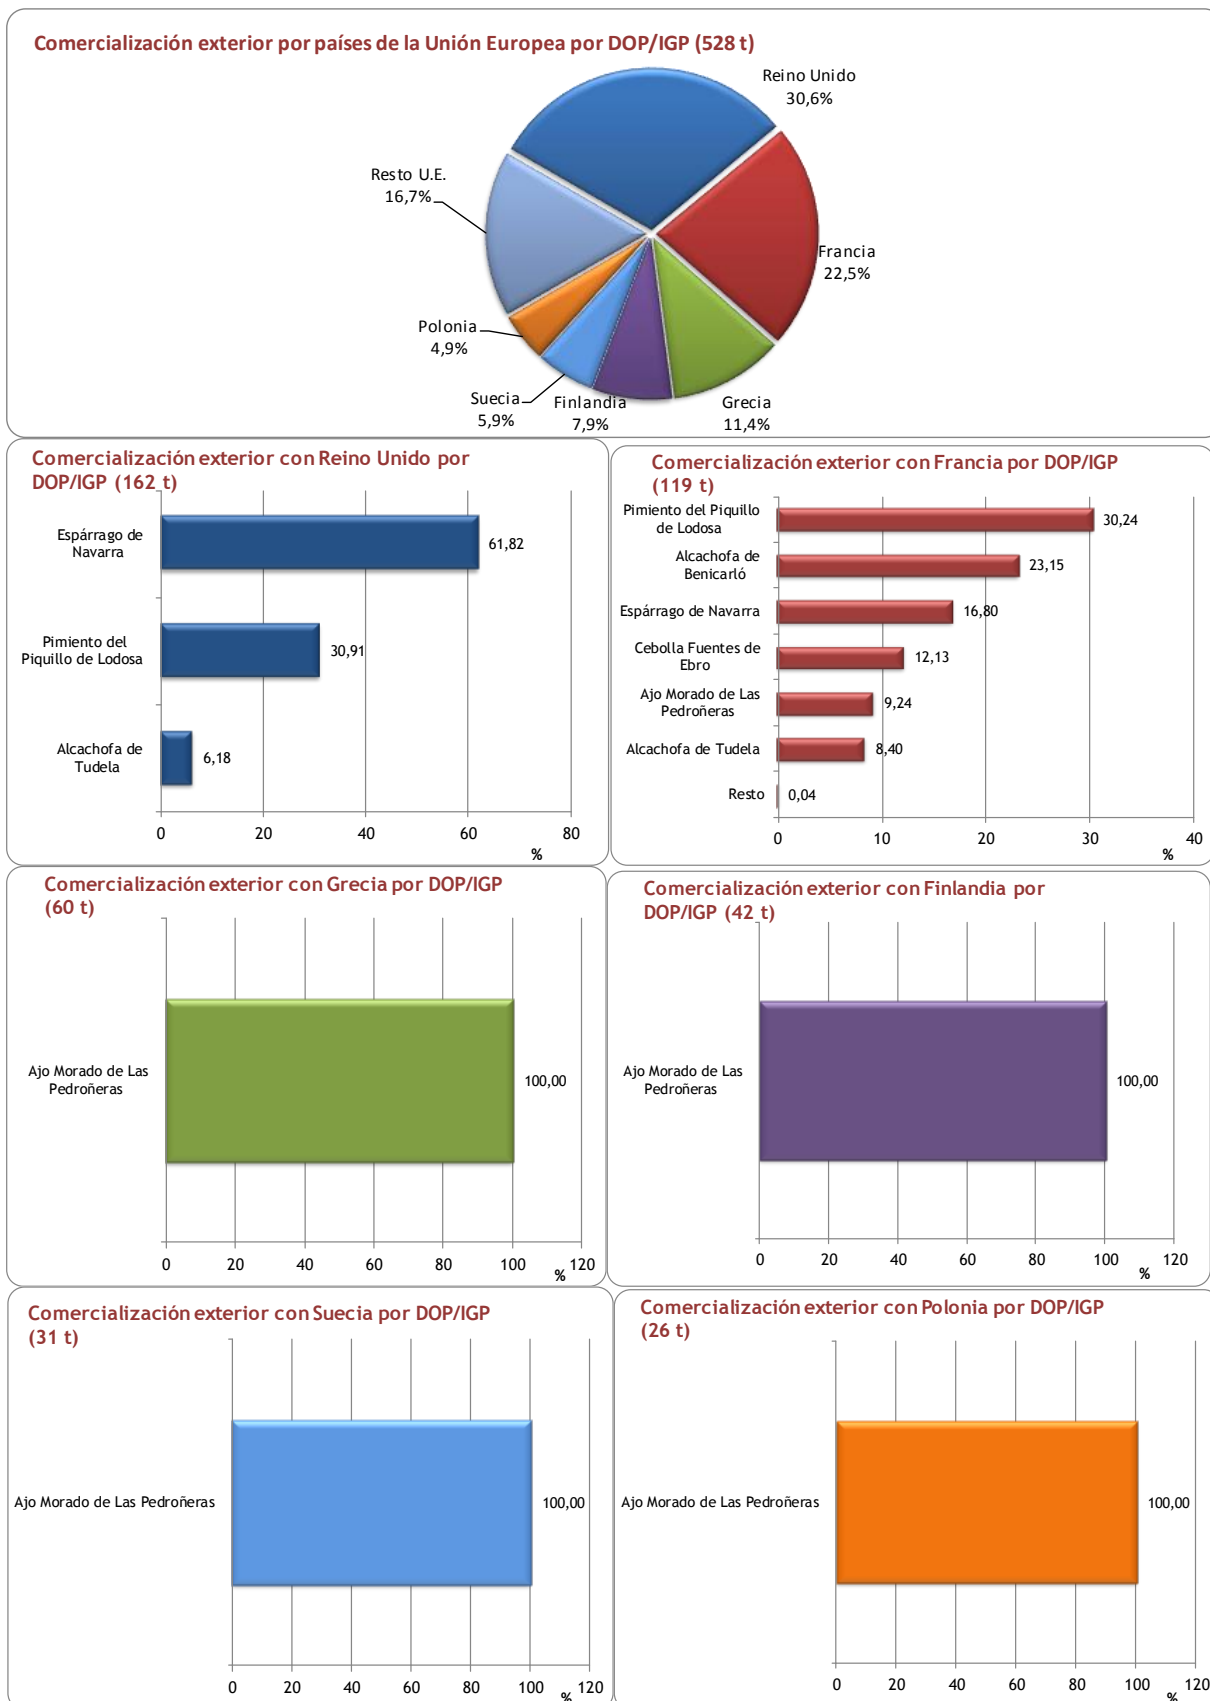 Comercialización exterior por países de la Unión Europea por DOP/IGP (528 t)
Reino Unido
30,6%
Francia
22,5%
Grecia
11,4%
Finlandia
7,9%
Suecia
5,9%
Polonia
4,9%
Resto U.E.
16,7%
Comercialización exterior con Reino Unido por
DOP/IGP (162 t)
Espárrago de
Navarra
61,82
Pimiento del
Piquillo de Lodosa
30,91
Alcachofa de
Tudela
6,18
0 20 40 60 80
%
Comercialización exterior con Francia por DOP/IGP
(119 t)
Pimiento del Piquillo
de Lodosa
30,24
Alcachofa de
Benicarló
23,15
Espárrago de Navarra
16,80
Cebolla Fuentes de
Ebro
12,13
Ajo Morado de Las
Pedroñeras
9,24
Alcachofa de Tudela
8,40
Resto
0,04
0 10 20 30 40
%
Comercialización exterior con Grecia por DOP/IGP
(60 t)
Ajo Morado de Las
Pedroñeras
100,00
0 20 40 60 80 100 120
%
Comercialización exterior con Finlandia por
DOP/IGP (42 t)
Ajo Morado de Las
Pedroñeras
100,00
0 20 40 60 80 100 120
%
Comercialización exterior con Suecia por DOP/IGP
(31 t)
Ajo Morado de Las Pedroñeras
100,00
0 20 40 60 80 100 120
%
Comercialización exterior con Polonia por DOP/IGP
(26 t)
Ajo Morado de Las Pedroñeras
100,00
0 20 40 60 80 100 120
%